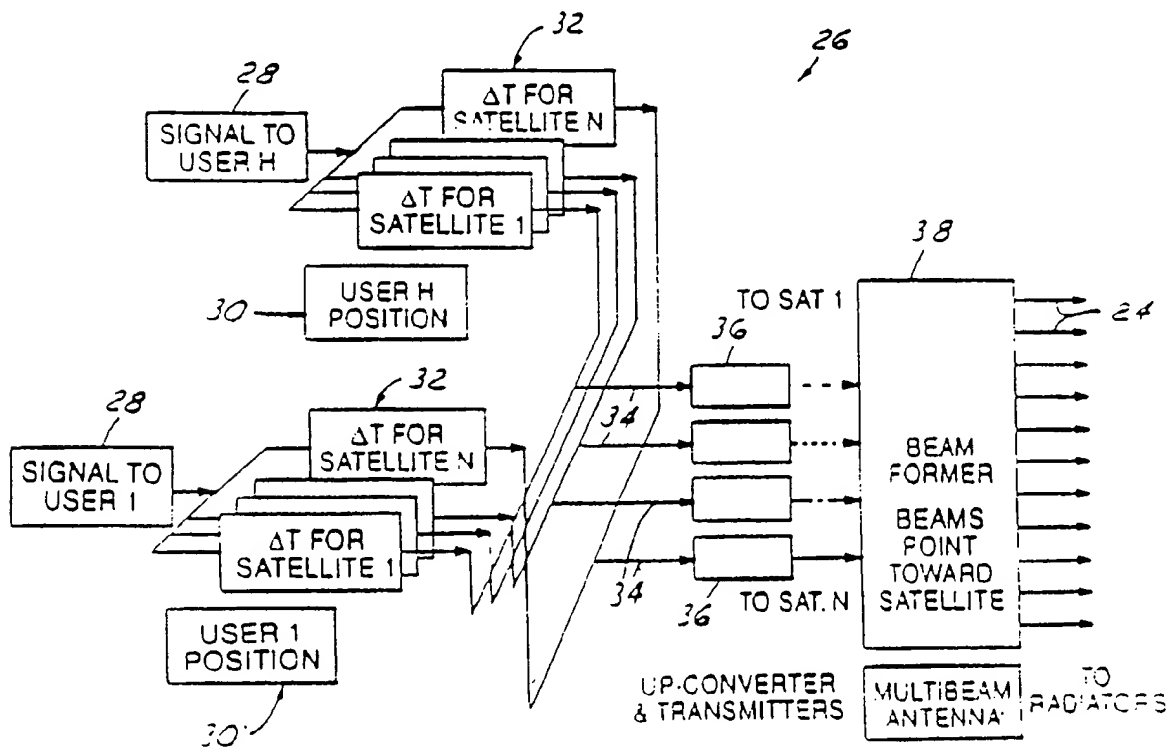 32
26
28
ΔT FOR
SATELLITE N
SIGNAL TO
USER H
ΔT FOR
SATELLITE 1
38
USER H
POSITION
30
TO SAT 1
24
36
32
28
34
ΔT FOR
SATELLITE N
SIGNAL TO
USER 1
BEAM
FORMER
BEAMS
POINT
TOWARD
SATELLITE
ΔT FOR
SATELLITE 1
34
36
TO SAT. N
USER 1
POSITION
30
UP-CONVERTER
& TRANSMITTERS
MULTIBEAM
ANTENNA
TO
RADIATORS